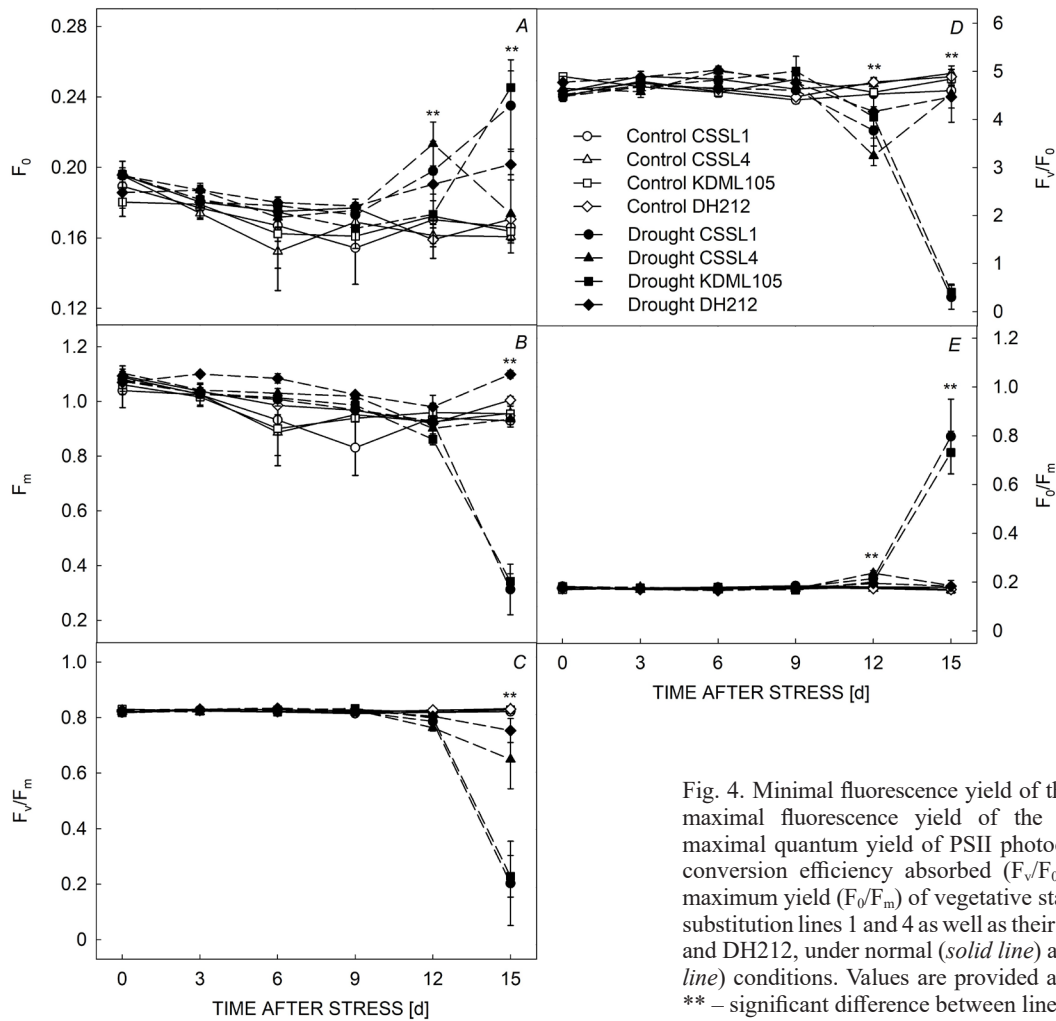 A
0.28
0.24
0.20
0.16
0.12
F₀
**
**
B
1.2
1.0
0.8
0.6
0.4
0.2
Fₘ
**
C
1.0
0.8
0.6
0.4
0.2
0
Fᵥ/Fₘ
**
0 3 6 9 12 15
TIME AFTER STRESS [d]
D
6
5
4
3
2
1
0
Fᵥ/F₀
**
**
Control CSSL1
Control CSSL4
Control KDML105
Control DH212
Drought CSSL1
Drought CSSL4
Drought KDML105
Drought DH212
E
1.2
1.0
0.8
0.6
0.4
0.2
0
F₀/Fₘ
**
**
0 3 6 9 12 15
TIME AFTER STRESS [d]
Fig. 4. Minimal fluorescence yield of th
maximal fluorescence yield of the
maximal quantum yield of PSII photoc
conversion efficiency absorbed (Fᵥ/F₀
maximum yield (F₀/Fₘ) of vegetative sta
substitution lines 1 and 4 as well as their
and DH212, under normal (solid line) a
line) conditions. Values are provided a
** – significant difference between line